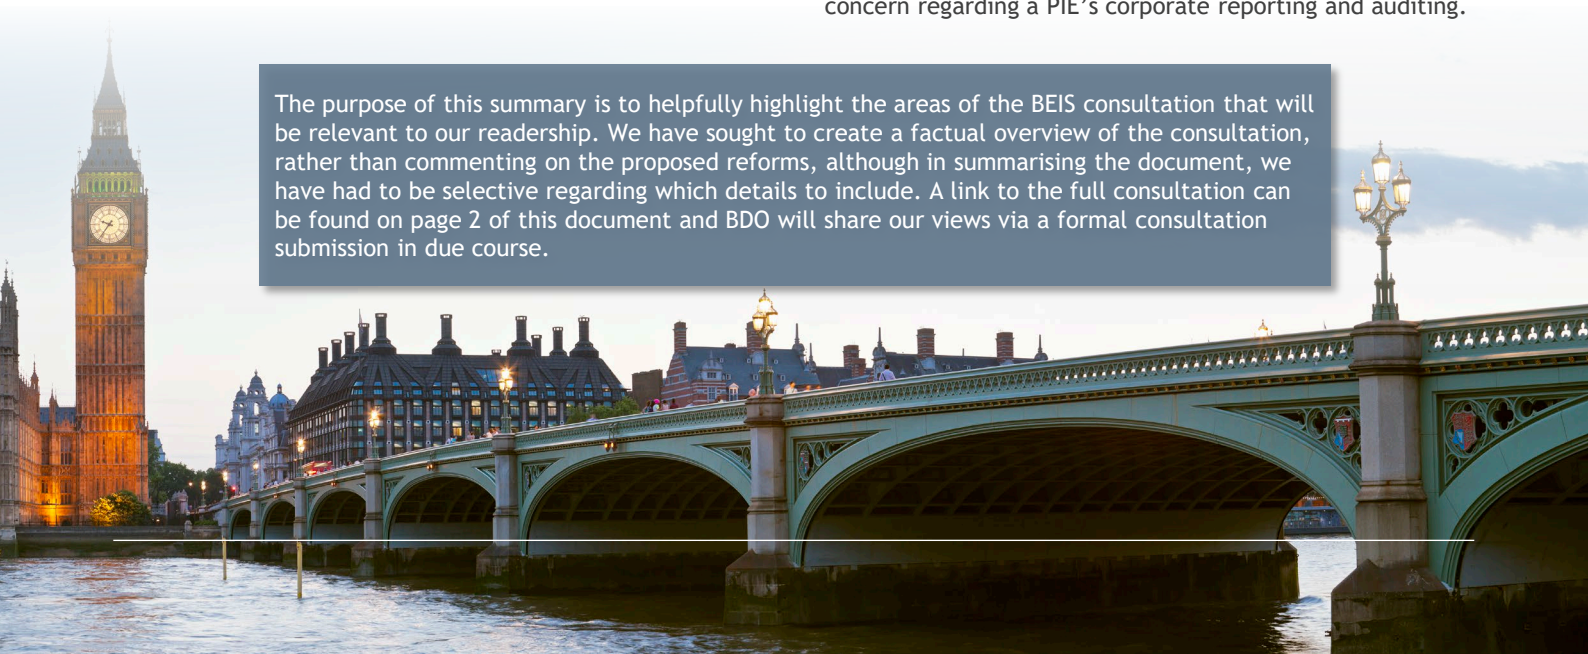 concern regarding a PIE's corporate reporting and auditing.
The purpose of this summary is to helpfully highlight the areas of the BEIS consultation that will
be relevant to our readership. We have sought to create a factual overview of the consultation,
rather than commenting on the proposed reforms, although in summarising the document, we
have had to be selective regarding which details to include. A link to the full consultation can
be found on page 2 of this document and BDO will share our views via a formal consultation
submission in due course.